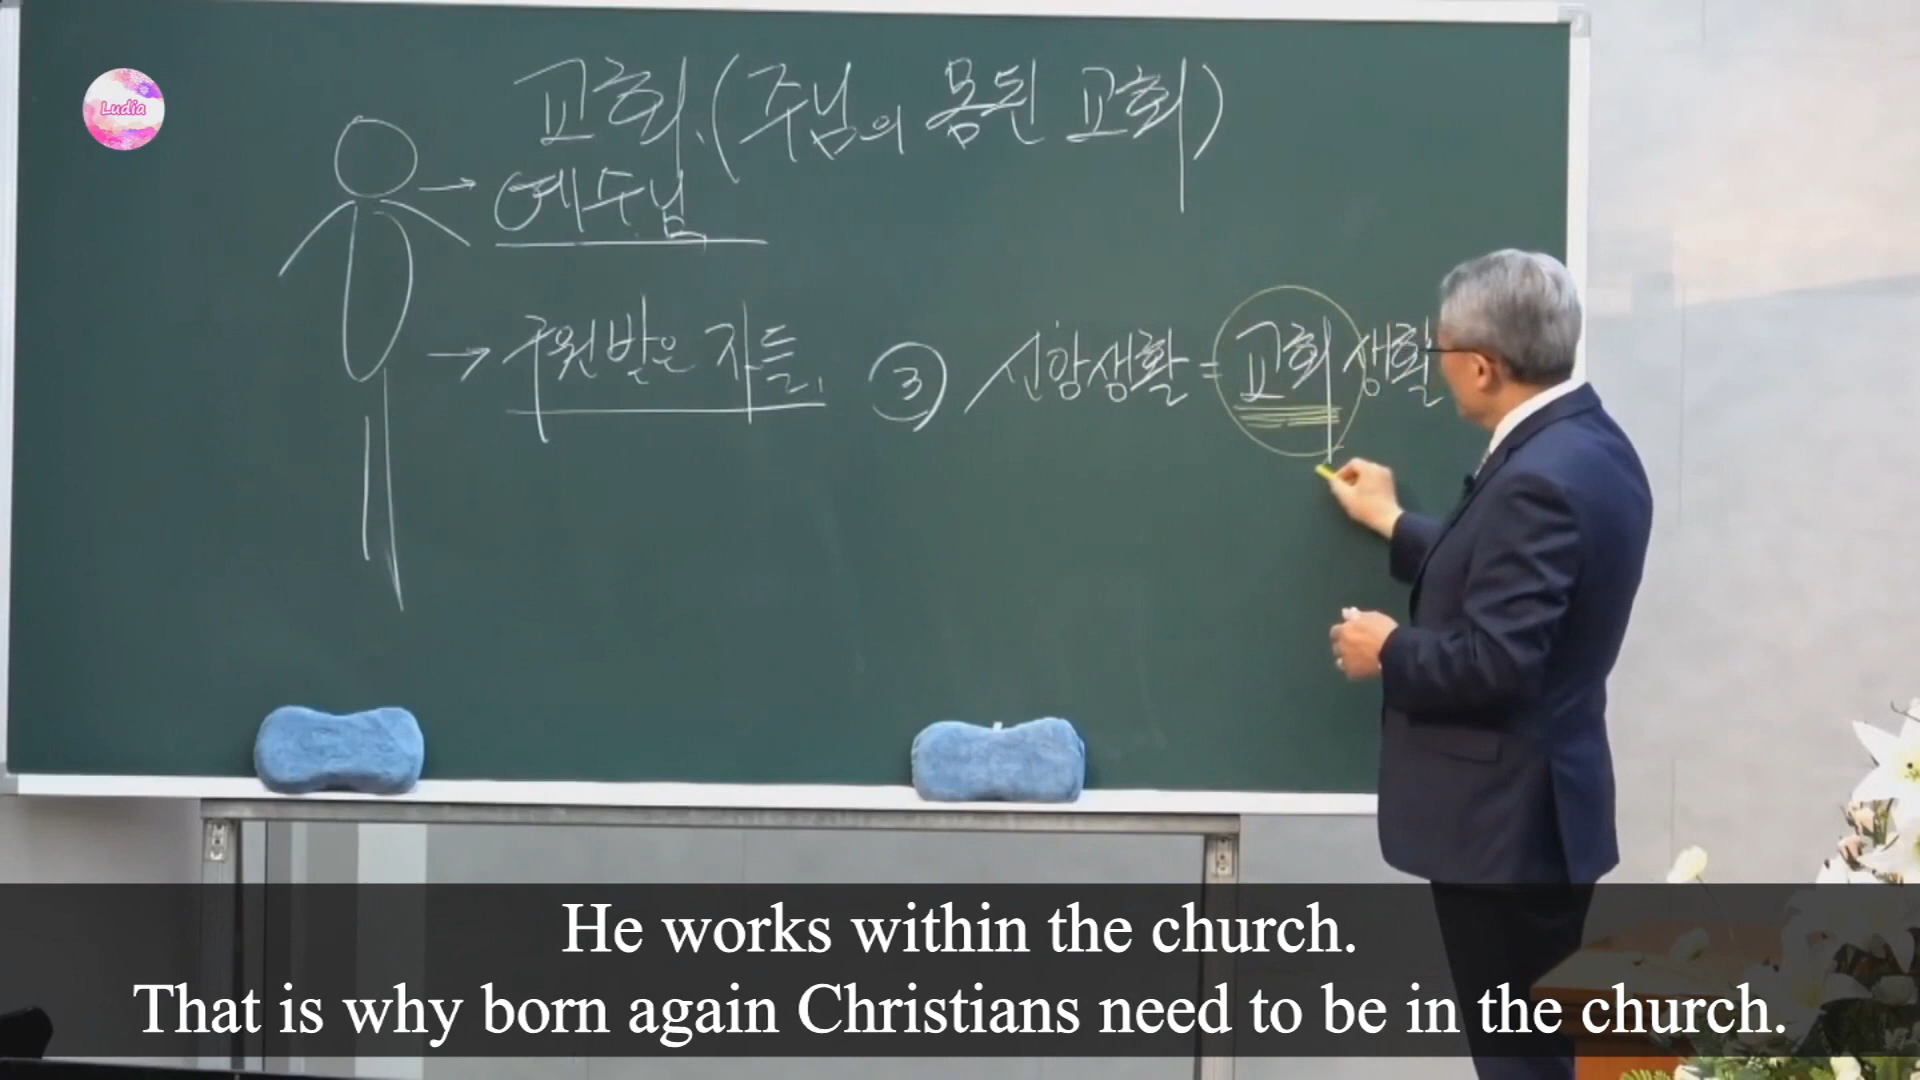 Ludia
교회.(주님의 몸된 교회)
→ 예수님
→ 구원받은 자들.
③ 신앙생활 = 교회생활
He works within the church.
That is why born again Christians need to be in the church.